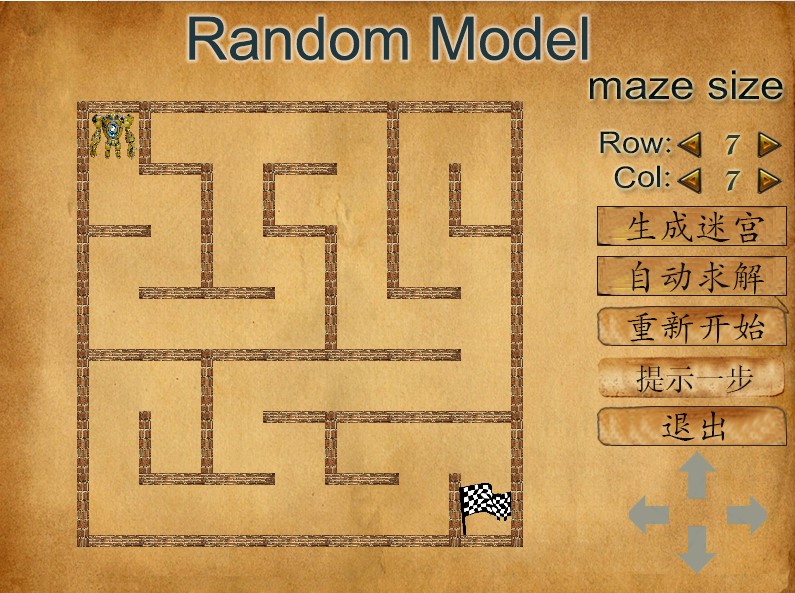 Random Model
maze size
Row: 7
Col: 7
生成迷宫
自动求解
重新开始
提示一步
退出